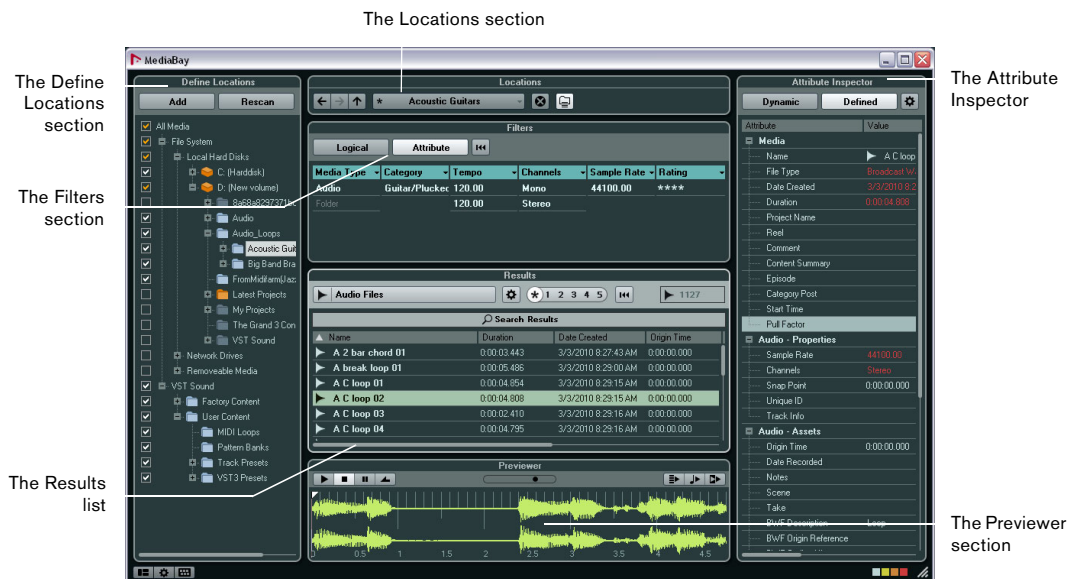 The Locations section
MediaBay
The Define
Locations
section
The Filters
section
The Results
list
The Attribute
Inspector
The Previewer
section
Define Locations
Add Rescan
All Media
File System
Local Hard Disks
C: (Harddisk)
D: (New volume)
8a68a8297371bc
Audio
Audio_Loops
Acoustic Guit
Big Band Bra
FromMidifarm(Jaz
Latest Projects
My Projects
The Grand 3 Con
VST Sound
Network Drives
Removeable Media
VST Sound
Factory Content
User Content
MIDI Loops
Pattern Banks
Track Presets
VST3 Presets
Locations
* Acoustic Guitars
Filters
Logical Attribute
Media Type Category Tempo Channels Sample Rate Rating
Audio Guitar/Plucked 120.00 Mono 44100.00 ****
Folder 120.00 Stereo
Results
Audio Files * 1 2 3 4 5 1127
Search Results
Name Duration Date Created Origin Time
A 2 bar chord 01 0:00:03.443 3/3/2010 8:27:43 AM 0:00:00.000
A break loop 01 0:00:05.486 3/3/2010 8:29:00 AM 0:00:00.000
A C loop 01 0:00:04.854 3/3/2010 8:29:15 AM 0:00:00.000
A C loop 02 0:00:04.808 3/3/2010 8:29:15 AM 0:00:00.000
A C loop 03 0:00:02.410 3/3/2010 8:29:16 AM 0:00:00.000
A C loop 04 0:00:04.795 3/3/2010 8:29:16 AM 0:00:00.000
Previewer
0 0.5 1 1.5 2 2.5 3 3.5 4 4.5
Attribute Inspector
Dynamic Defined
Attribute Value
Media
Name A C loop
File Type Broadcast W
Date Created 3/3/2010 8:2
Duration 0:00:04.808
Project Name
Reel
Comment
Content Summary
Episode
Category Post
Start Time
Pull Factor
Audio - Properties
Sample Rate 44100.00
Channels Stereo
Snap Point 0:00:00.000
Unique ID
Track Info
Audio - Assets
Origin Time 0:00:00.000
Date Recorded
Notes
Scene
Take
BWF Description Loop
BWF Origin Reference